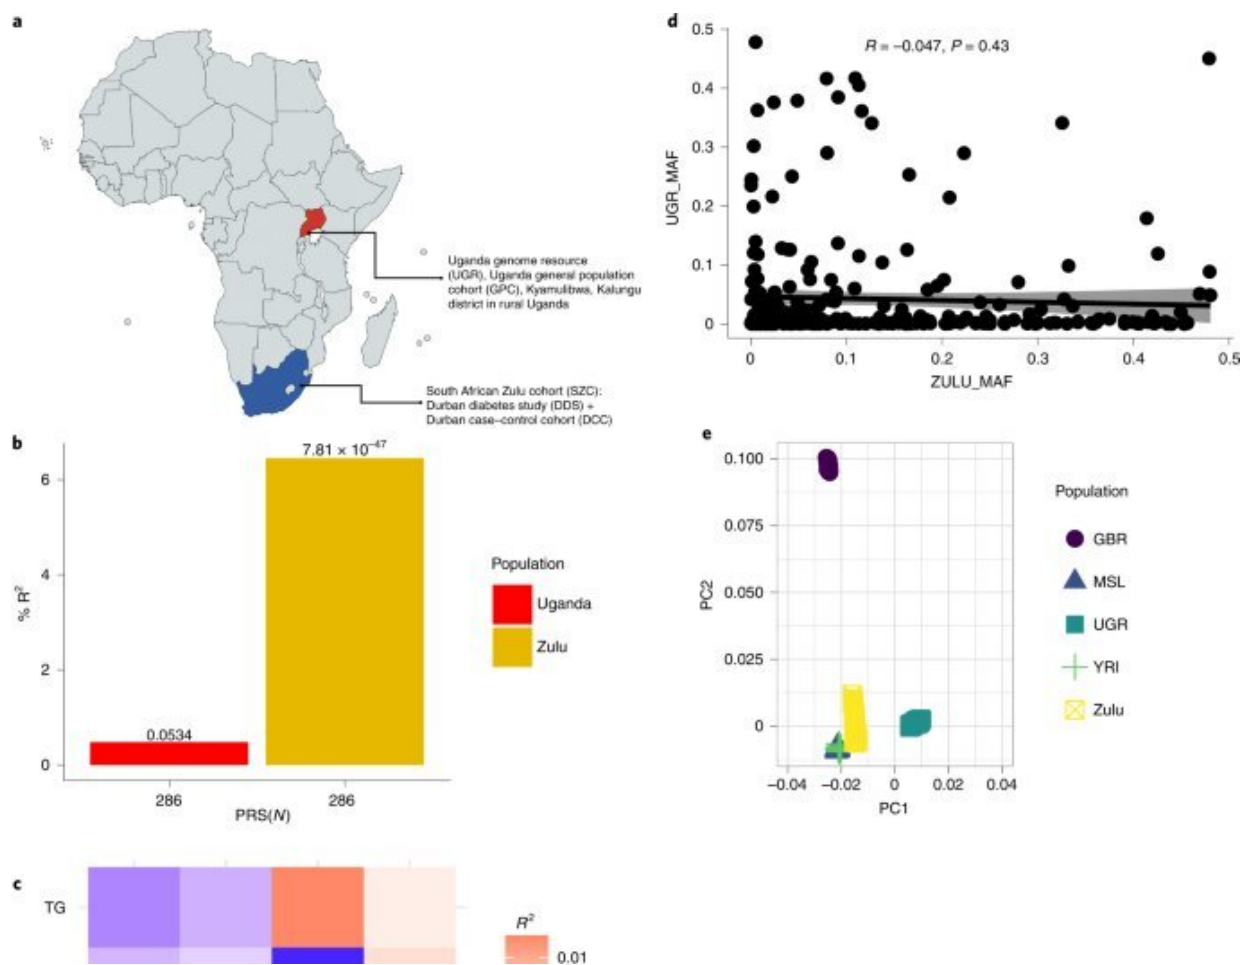 a
Uganda genome resource
(UGR), Uganda general population
cohort (GPC), Kyamulibwa, Kalungu
district in rural Uganda
South African Zulu cohort (SZC):
Durban diabetes study (DDS) +
Durban case–control cohort (DCC)
b
7.81 × 10⁻⁴⁷
6
4
2
0
% R²
0.0534
286
286
PRS(N)
Population
Uganda
Zulu
c
TG
R²
0.01
d
R = −0.047, P = 0.43
0.5
0.4
0.3
0.2
0.1
0
UGR_MAF
0
0.1
0.2
0.3
0.4
0.5
ZULU_MAF
e
0.100
0.075
0.050
0.025
0
PC2
−0.04
−0.02
0
0.02
0.04
PC1
Population
GBR
MSL
UGR
YRI
Zulu